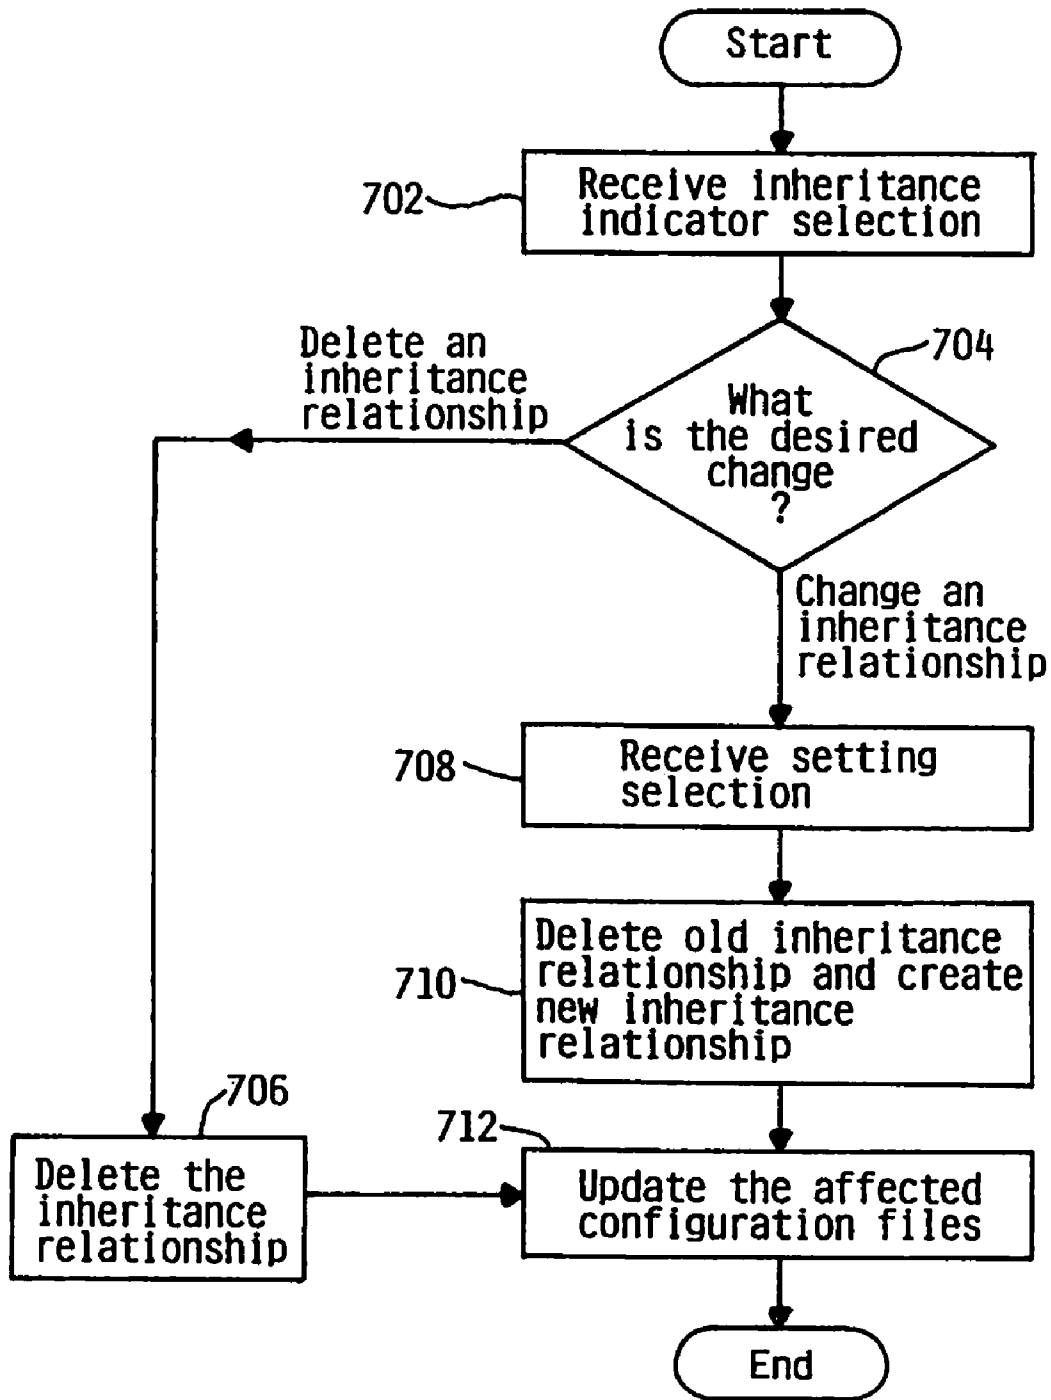 Start
702
Receive inheritance
indicator selection
Delete an
inheritance
relationship
704
What
is the desired
change
?
Change an
inheritance
relationship
708
Receive setting
selection
710
Delete old inheritance
relationship and create
new inheritance
relationship
706
Delete the
inheritance
relationship
712
Update the affected
configuration files
End